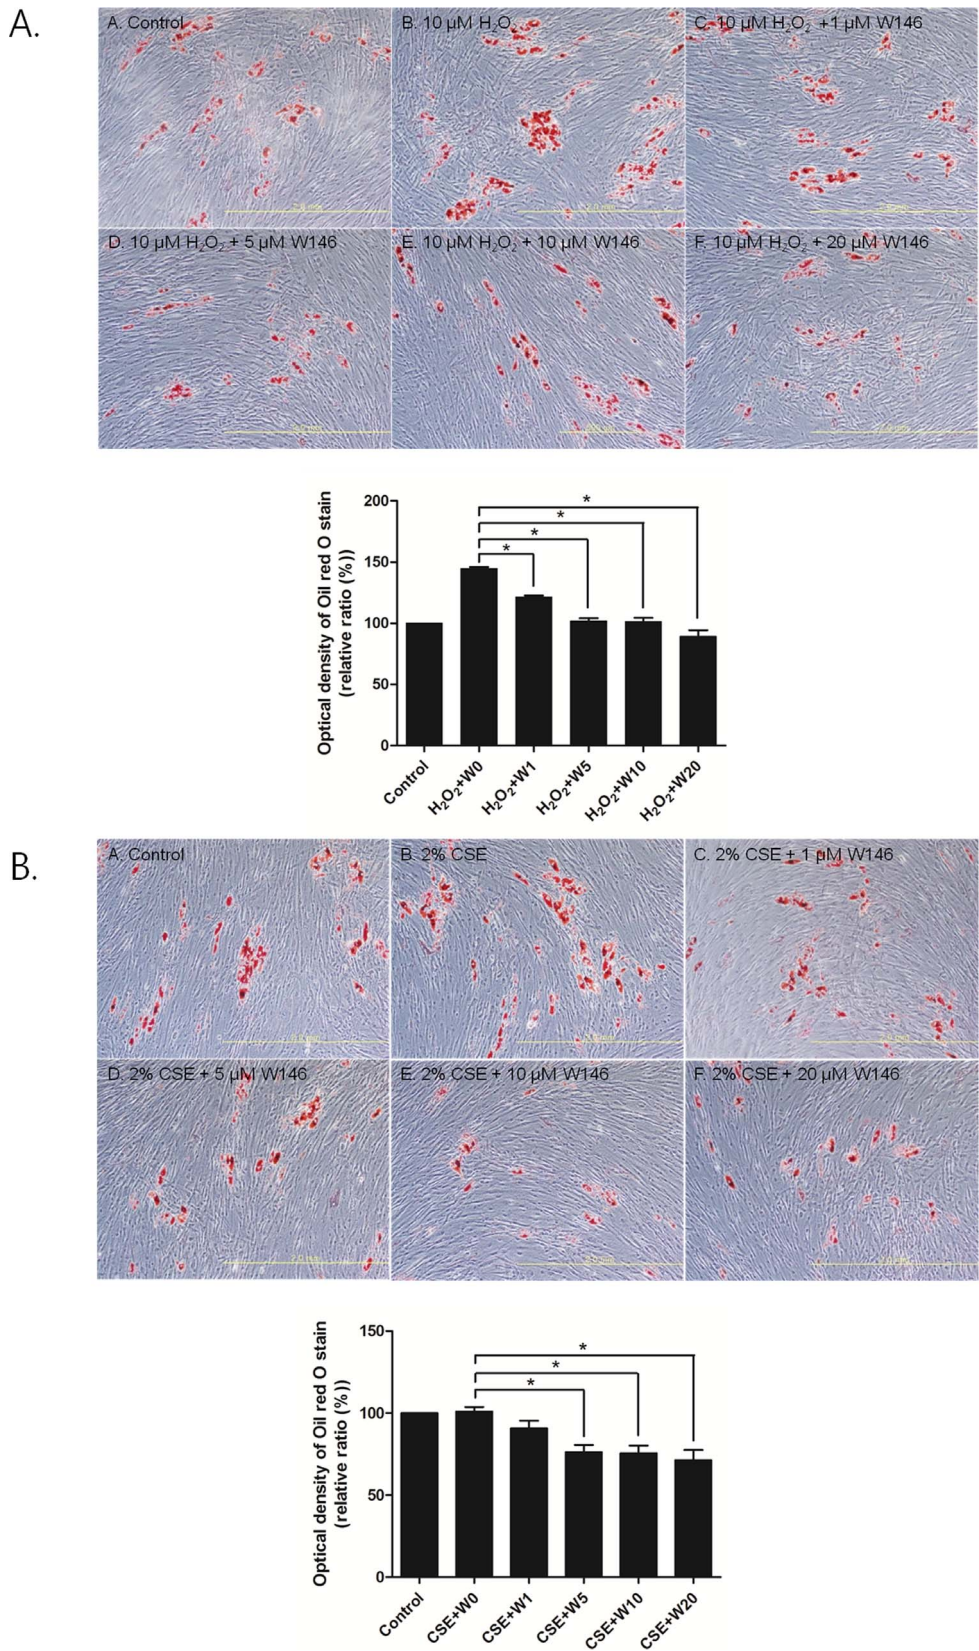 A.
A. Control
B. 10 µM H₂O₂
C. 10 µM H₂O₂ +1 µM W146
D. 10 µM H₂O₂ + 5 µM W146
E. 10 µM H₂O₂ + 10 µM W146
F. 10 µM H₂O₂ + 20 µM W146
Optical density of Oil red O stain
(relative ratio (%))
200
150
100
50
0
*
*
*
*
Control
H₂O₂+W0
H₂O₂+W1
H₂O₂+W5
H₂O₂+W10
H₂O₂+W20
B.
A. Control
B. 2% CSE
C. 2% CSE + 1 µM W146
D. 2% CSE + 5 µM W146
E. 2% CSE + 10 µM W146
F. 2% CSE + 20 µM W146
2.0 mm
Optical density of Oil red O stain
(relative ratio (%))
150
100
50
0
*
*
*
Control
CSE+W0
CSE+W1
CSE+W5
CSE+W10
CSE+W20